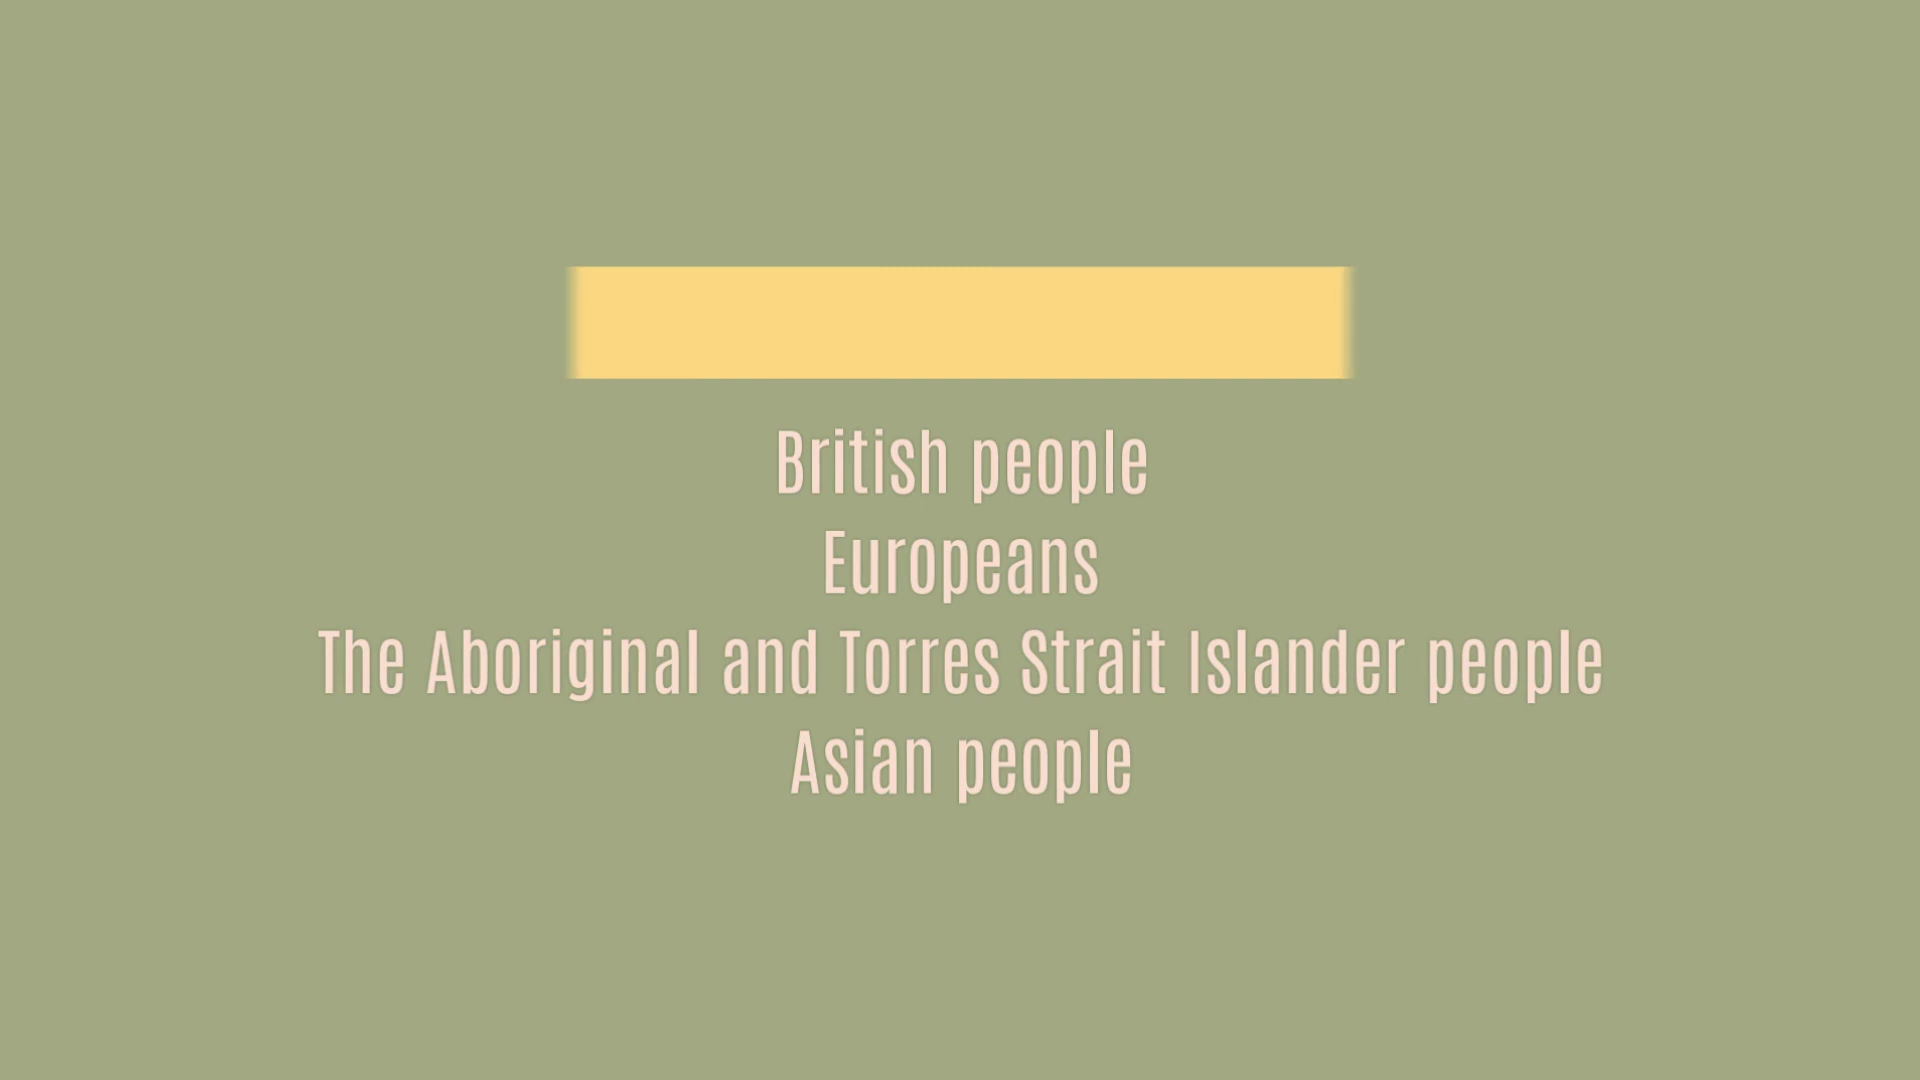 British people
Europeans
The Aboriginal and Torres Strait Islander people
Asian people